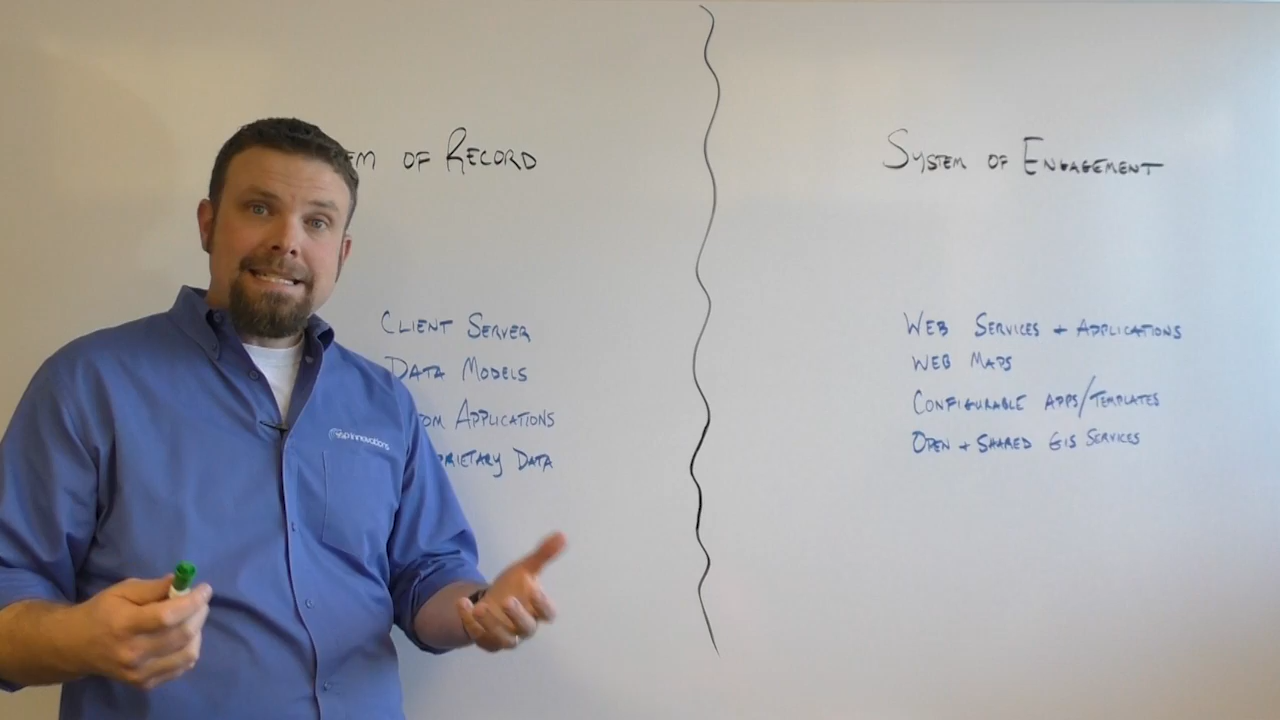 EM OF RECORD
CLIENT SERVER
DATA MODELS
TOM APPLICATIONS
PRIETARY DATA
SYSTEM OF ENGAGEMENT
WEB SERVICES + APPLICATIONS
WEB MAPS
CONFIGURABLE APPS/TEMPLATES
OPEN + SHARED GIS SERVICES
innovations